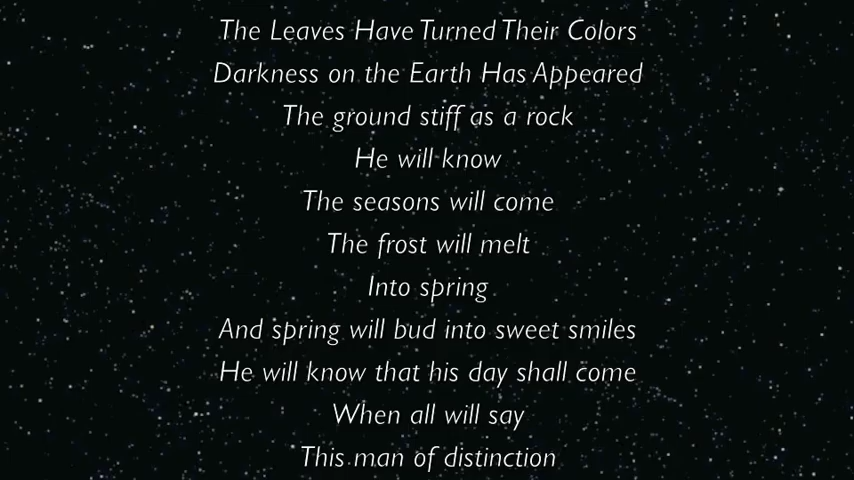 The Leaves Have Turned Their Colors
Darkness on the Earth Has Appeared
The ground stiff as a rock
He will know
The seasons will come
The frost will melt
Into spring
And spring will bud into sweet smiles
He will know that his day shall come
When all will say
This man of distinction